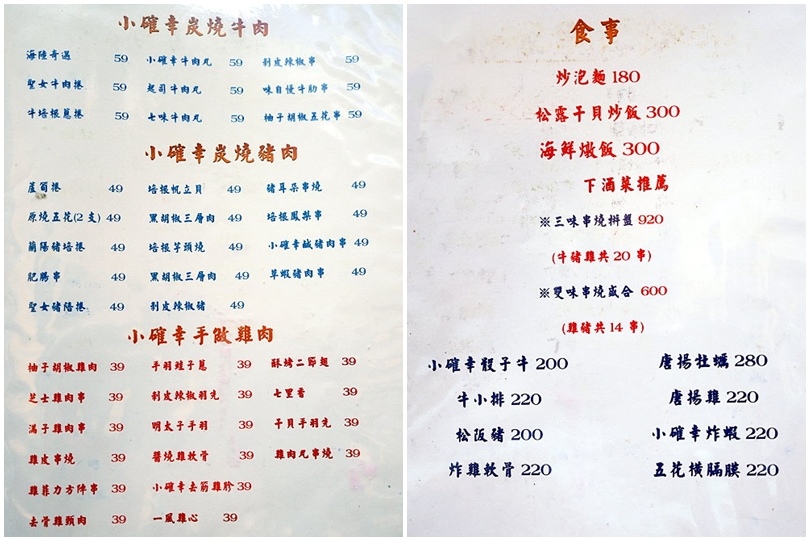 小確幸炭燒牛肉
海陸奇遇 59 小確幸牛肉丸 59 剝皮辣椒串 59
聖女牛肉捲 59 起司牛肉丸 59 味自慢牛肋串 59
牛培根蔥捲 59 七味牛肉丸 59 柚子胡椒五花串 59
小確幸炭燒豬肉
蘆筍捲 49 培根帆立貝 49 豬耳朵串燒 49
原燒五花(2支) 49 黑胡椒三層肉 49 培根鳳梨串 49
蘭陽豬培捲 49 培根芋頭燒 49 小確幸鹹豬肉串 49
肥腸串 49 黑胡椒三層肉 49 草蝦豬肉串 49
聖女豬陪捲 49 剝皮辣椒豬 49
小確幸手做雞肉
柚子胡椒雞肉 39 手羽娃子蔥 39 酥烤二節翅 39
芝士雞肉串 39 剝皮辣椒羽先 39 七里香 39
滿子雞肉串 39 明太子手羽 39 干貝手羽先 39
雞皮串燒 39 醬燒雞軟骨 39 雞肉丸串燒 39
雞菲力方陣串 39 小確幸去筋雞胗 39
去骨雞頸肉 39 一風雞心 39
食事
炒泡麵 180
松露干貝炒飯 300
海鮮燉飯 300
下酒菜推薦
※三味串燒拼盤 920
(牛豬雞共 20 串)
※雙味串燒盛合 600
(雞豬共 14 串)
小確幸骰子牛 200 唐揚牡蠣 280
牛小排 220 唐揚雞 220
松阪豬 200 小確幸炸蝦 220
炸雞軟骨 220 五花橫膈膜 220